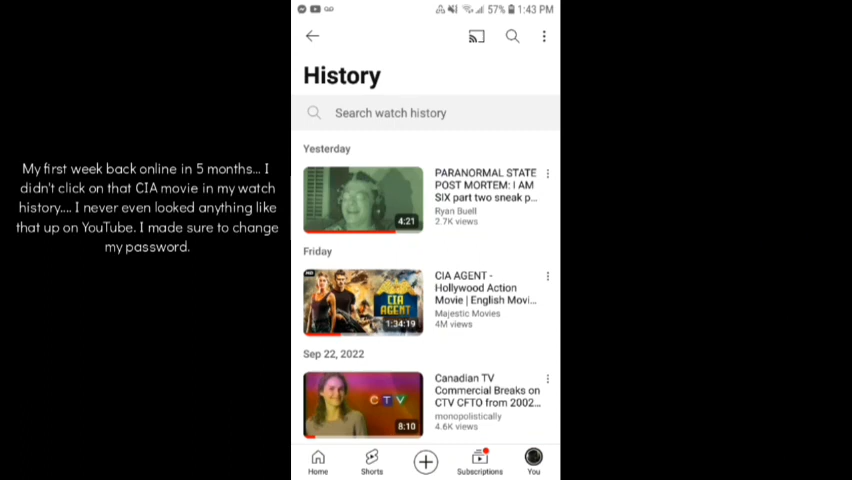 57% 1:43 PM
History
Search watch history
My first week back online in 5 months... I
didn't click on that CIA movie in my watch
history.... I never even looked anything like
that up on YouTube. I made sure to change
my password.
Yesterday
4:21
PARANORMAL STATE
POST MORTEM: I AM
SIX part two sneak p...
Ryan Buell
2.7K views
Friday
CIA
AGENT
1:34:19
CIA AGENT -
Hollywood Action
Movie | English Movi...
Majestic Movies
4M views
Sep 22, 2022
CTV
8:10
Canadian TV
Commercial Breaks on
CTV CFTO from 2002...
monopolistically
4.6K views
Home
Shorts
Subscriptions
You